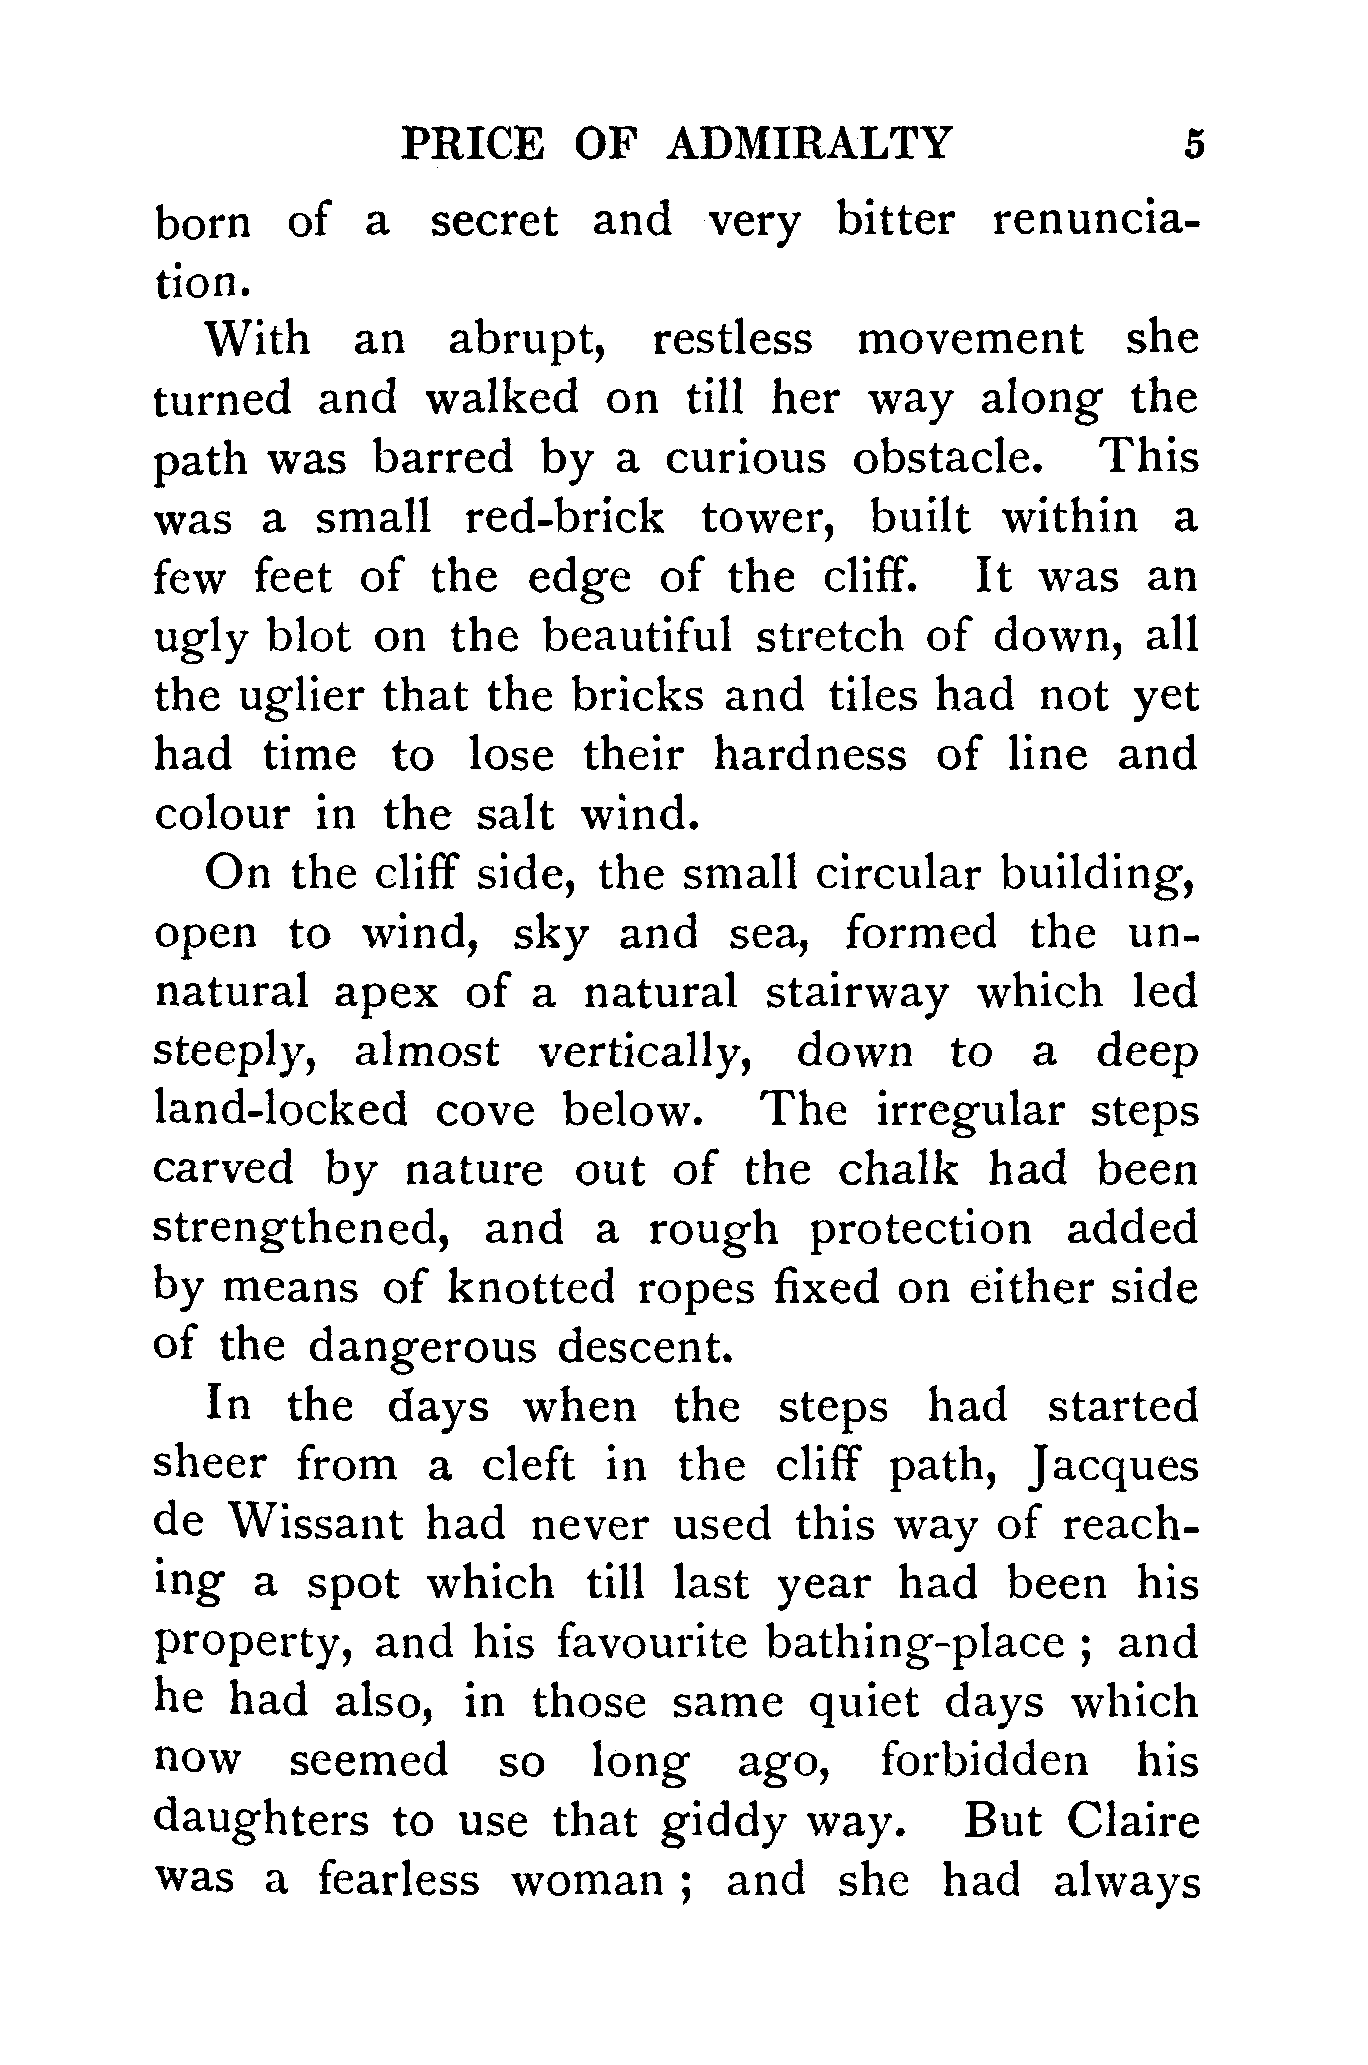 PRICE OF ADMIRALTY 5
born of a secret and very bitter renuncia-
tion.
With an abrupt, restless movement she
turned and walked on till her way along the
path was barred by a curious obstacle. This
was a small red-brick tower, built within a
few feet of the edge of the cliff. It was an
ugly blot on the beautiful stretch of down, all
the uglier that the bricks and tiles had not yet
had time to lose their hardness of line and
colour in the salt wind.
On the cliff side, the small circular building,
open to wind, sky and sea, formed the un-
natural apex of a natural stairway which led
steeply, almost vertically, down to a deep
land-locked cove below. The irregular steps
carved by nature out of the chalk had been
strengthened, and a rough protection added
by means of knotted ropes fixed on either side
of the dangerous descent.
In the days when the steps had started
sheer from a cleft in the cliff path, Jacques
de Wissant had never used this way of reach-
ing a spot which till last year had been his
property, and his favourite bathing-place ; and
he had also, in those same quiet days which
now seemed so long ago, forbidden his
daughters to use that giddy way. But Claire
was a fearless woman ; and she had always